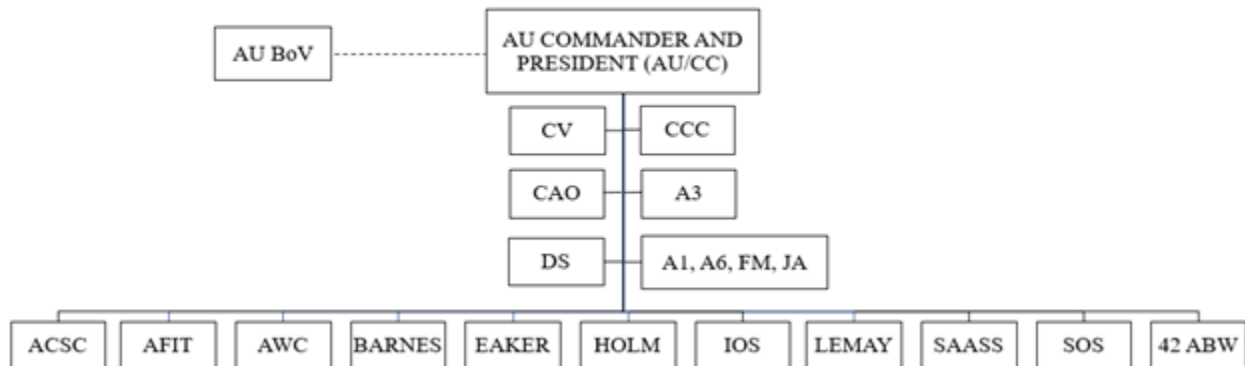 AU BoV
AU COMMANDER AND
PRESIDENT (AU/CC)
CV
CCC
CAO
A3
DS
A1, A6, FM, JA
ACSC
AFIT
AWC
BARNES
EAKER
HOLM
IOS
LEMAY
SAASS
SOS
42 ABW